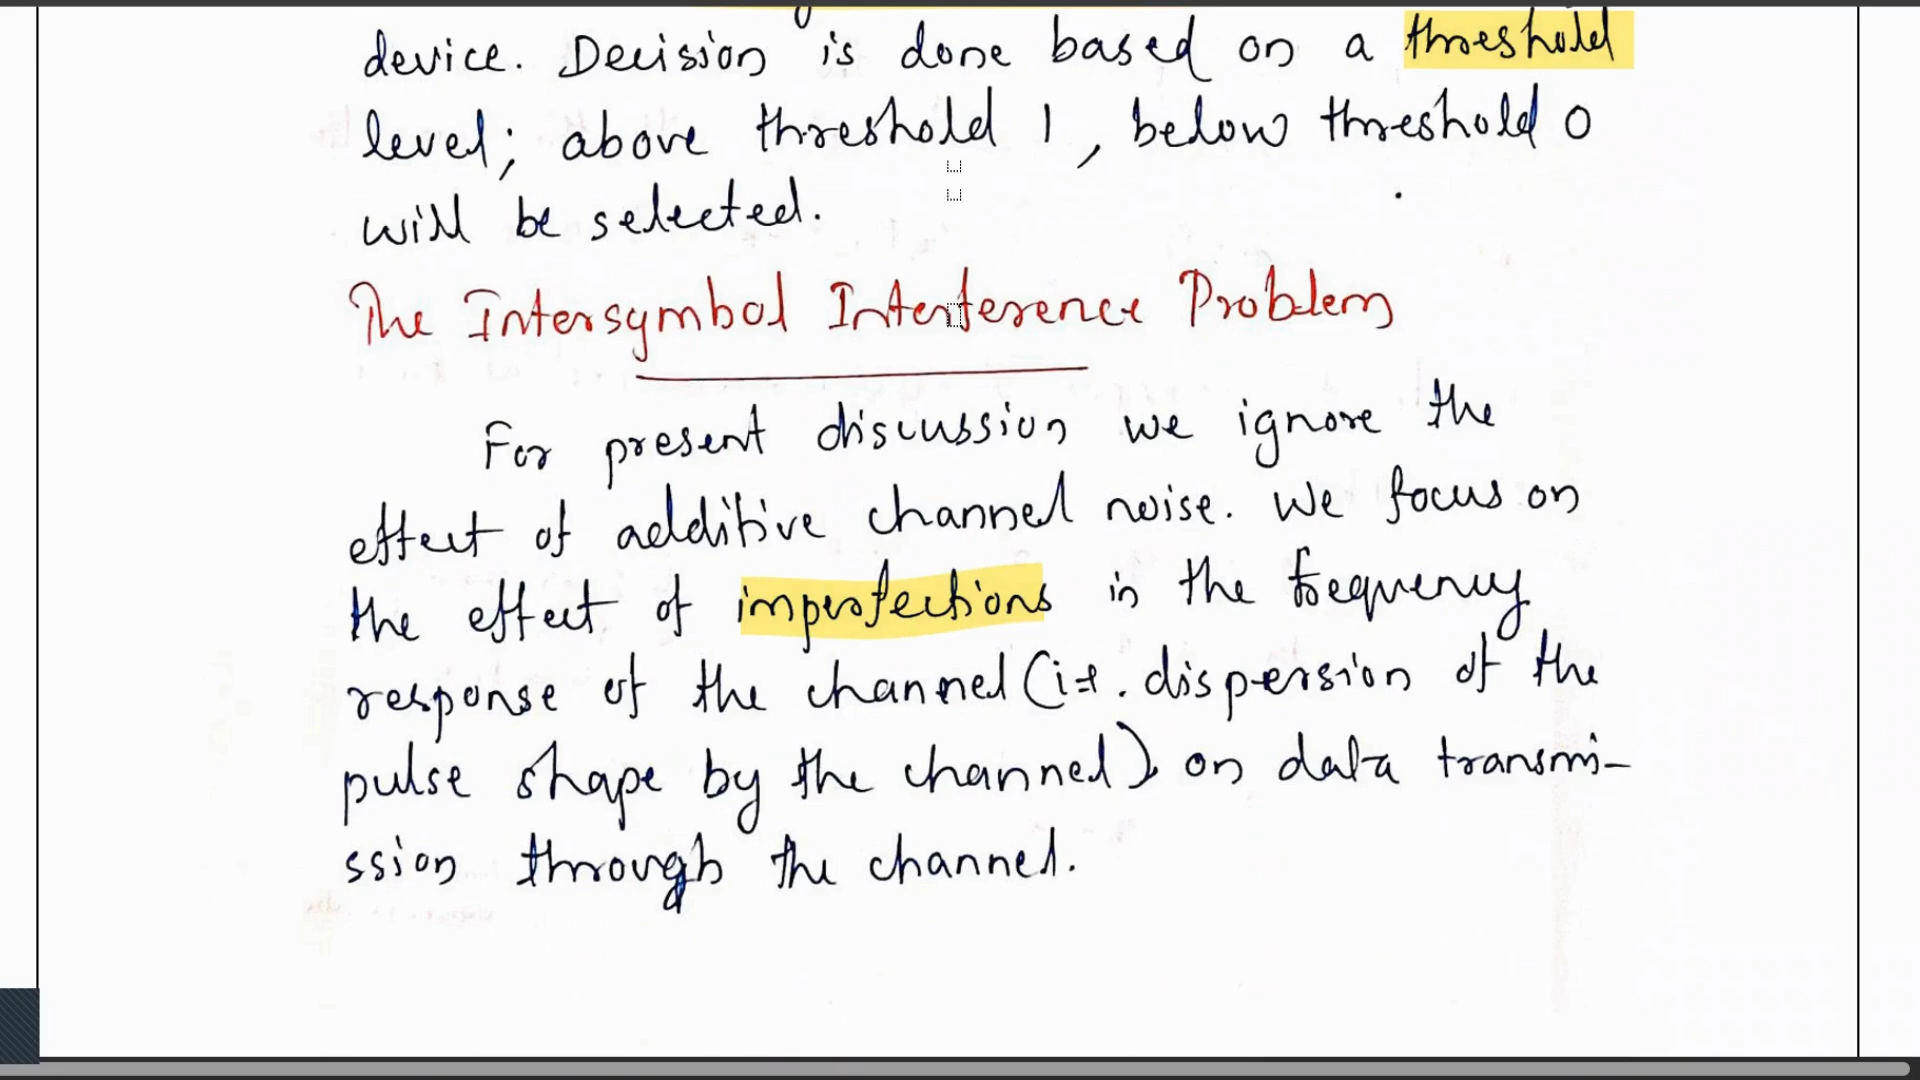 device. Decision is done based on a threshold
level; above threshold 1, below threshold 0
will be selected.
The Intersymbol Interference Problem
For present discussion we ignore the
effect of additive channel noise. We focus on
the effect of imperfections in the frequency
response of the channel (i.e. dispersion of the
pulse shape by the channel) on data transmi-
ssion through the channel.